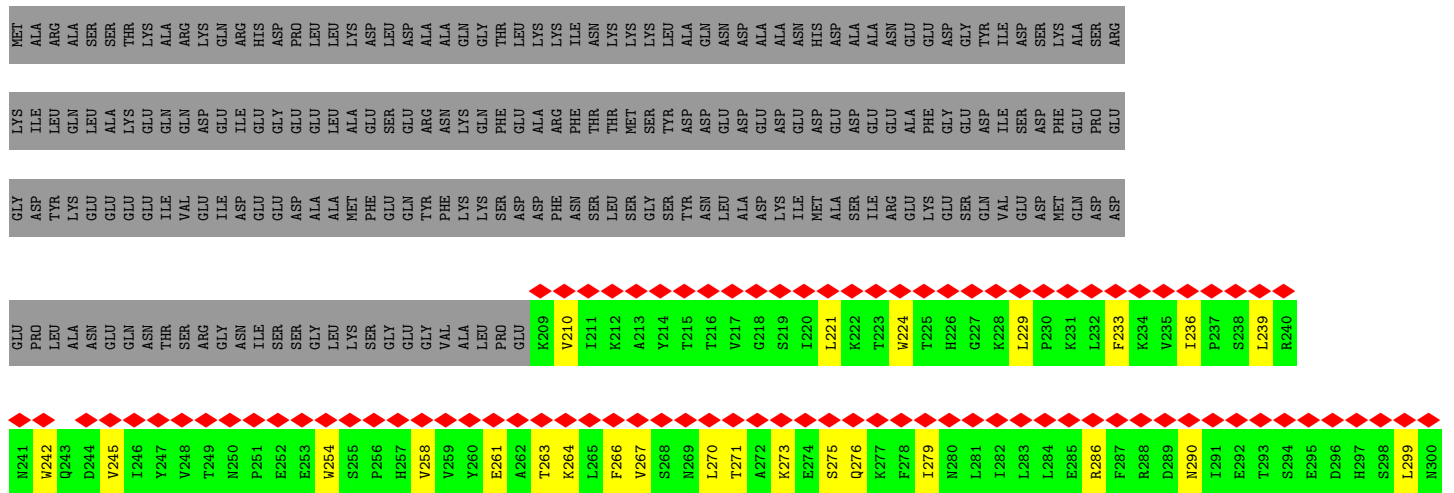 MET ALA ARG ALA SER SER THR LYS ALA ARG LYS GLN ARG HIS ASP PRO LEU LEU LYS ASP LEU ASP ALA ALA GLN GLY THR LEU LYS LYS ILE ASN LYS LYS LYS LEU ALA GLN ASN ASP ALA ALA ASN HIS ASP ALA ALA ASN GLU GLU ASP GLY TYR ILE ASP SER LYS ALA SER ARG
LYS ILE LEU GLN LEU ALA LYS GLU GLN GLN ASP GLU ILE GLU GLY GLU GLU LEU ALA GLU SER GLU ARG ASN LYS GLN PHE GLU ALA ARG PHE THR THR MET SER TYR ASP ASP GLU ASP GLU ASP GLU ASP GLU ASP GLU GLU ALA PHE GLY GLU ASP ILE SER ASP PHE GLU PRO GLU
GLY ASP TYR LYS GLU GLU GLU GLU ILE VAL GLU ILE ASP GLU GLU ASP ALA ALA MET PHE GLU GLN TYR PHE LYS LYS SER ASP ASP PHE ASN SER LEU SER GLY SER TYR ASN LEU ALA ASP LYS ILE MET ALA SER ILE ARG GLU LYS GLU SER GLN VAL GLU ASP MET GLN ASP ASP
GLU PRO LEU ALA ASN GLU GLN ASN THR SER ARG GLY ASN ILE SER SER GLY LEU LYS SER GLY GLU GLY VAL ALA LEU PRO GLU K209 V210 I211 K212 A213 Y214 T215 T216 V217 G218 S219 I220 L221 K222 T223 W224 T225 H226 G227 K228 L229 P230 K231 L232 F233 K234 V235 I236 P237 S238 L239 R240
N241 W242 Q243 D244 V245 I246 Y247 V248 T249 N250 P251 E252 E253 W254 S255 P256 H257 V258 V259 Y260 E261 A262 T263 K264 L265 F266 V267 S268 N269 L270 T271 A272 K273 E274 S275 Q276 K277 F278 I279 N280 L281 I282 L283 L284 E285 R286 F287 R288 D289 N290 I291 E292 T293 S294 E295 D296 H297 S298 L299 N300